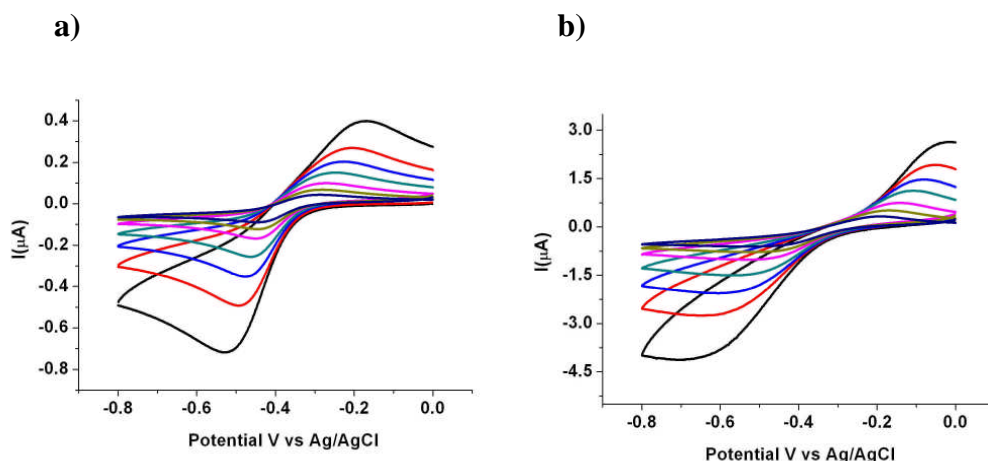 a)
b)
0.4
0.2
0.0
-0.2
-0.4
-0.6
-0.8
I(μA)
-0.8 -0.6 -0.4 -0.2 0.0
Potential V vs Ag/AgCl
3.0
1.5
0.0
-1.5
-3.0
-4.5
I(μA)
-0.8 -0.6 -0.4 -0.2 0.0
Potential V vs Ag/AgCl